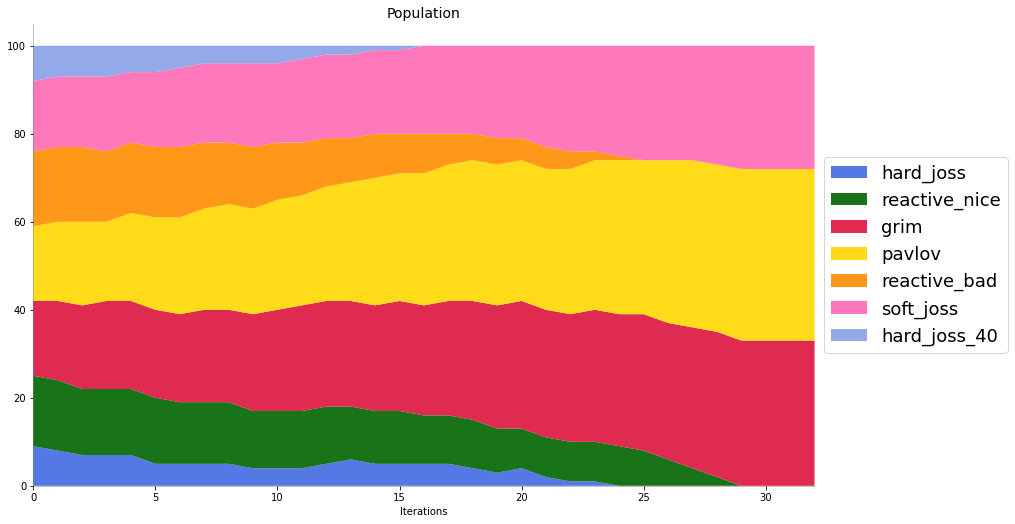 Population
100
80
60
40
20
0
0 5 10 15 20 25 30
Iterations
hard_joss
reactive_nice
grim
pavlov
reactive_bad
soft_joss
hard_joss_40